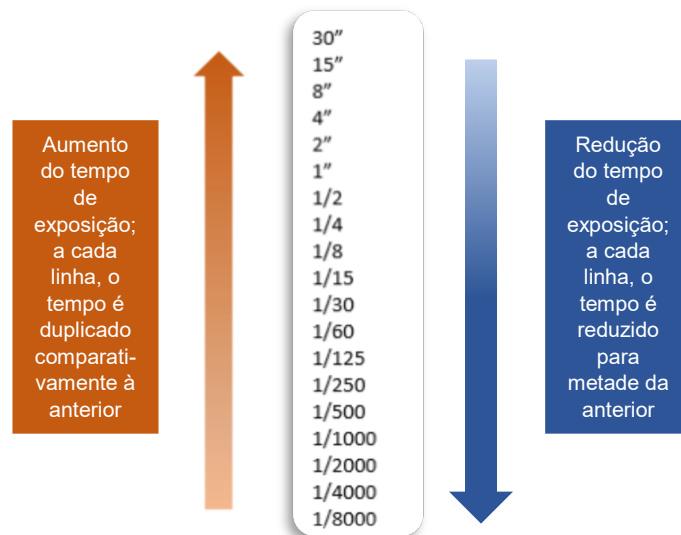 Aumento
do tempo
de
exposição;
a cada
linha, o
tempo é
duplicado
comparati-
vamente à
anterior
30”
15”
8”
4”
2”
1”
1/2
1/4
1/8
1/15
1/30
1/60
1/125
1/250
1/500
1/1000
1/2000
1/4000
1/8000
Redução
do tempo
de
exposição;
a cada
linha, o
tempo é
reduzido
para
metade da
anterior